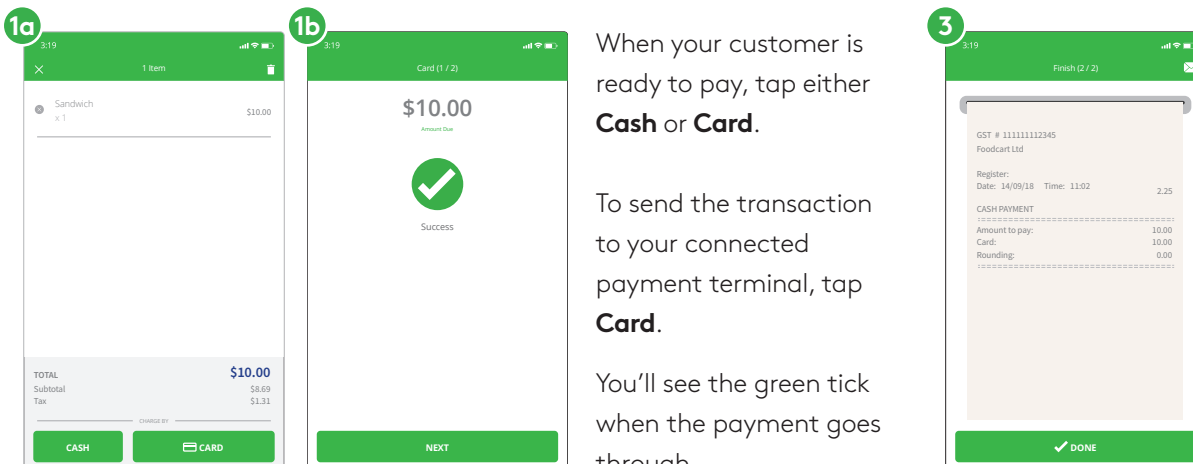 1a
3:19
1 Item
Sandwich
x 1
$10.00
TOTAL
$10.00
Subtotal
$8.69
Tax
$1.31
CHARGE BY
CASH
CARD
1b
3:19
Card (1 / 2)
$10.00
Amount Due
Success
NEXT
When your customer is
ready to pay, tap either
Cash or Card.
To send the transaction
to your connected
payment terminal, tap
Card.
You'll see the green tick
when the payment goes
through
3
3:19
Finish (2 / 2)
GST # 111111112345
Foodcart Ltd
Register:
Date: 14/09/18 Time: 11:02
2.25
CASH PAYMENT
Amount to pay: 10.00
Card: 10.00
Rounding: 0.00
DONE